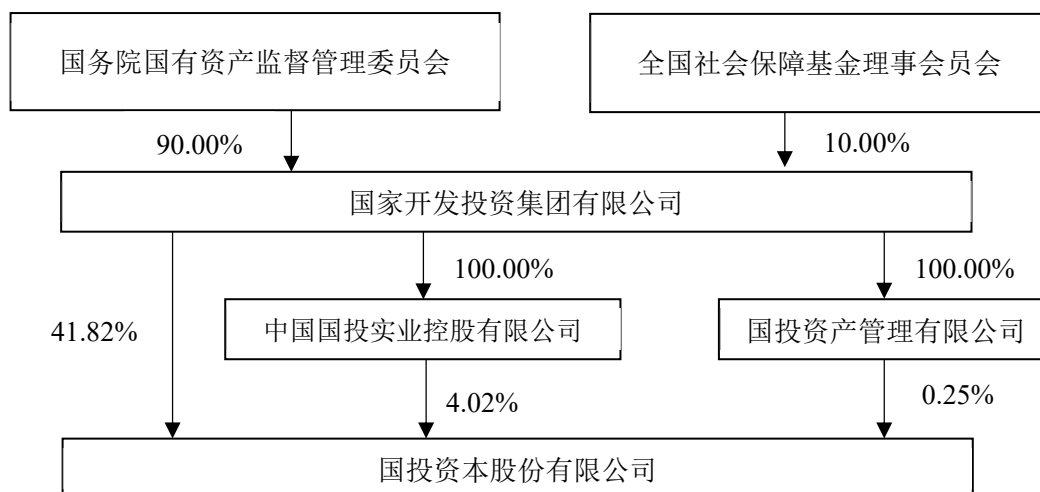 国务院国有资产监督管理委员会
全国社会保障基金理事会员会
90.00%
10.00%
国家开发投资集团有限公司
100.00%
100.00%
41.82%
中国国投实业控股有限公司
国投资产管理有限公司
4.02%
0.25%
国投资本股份有限公司